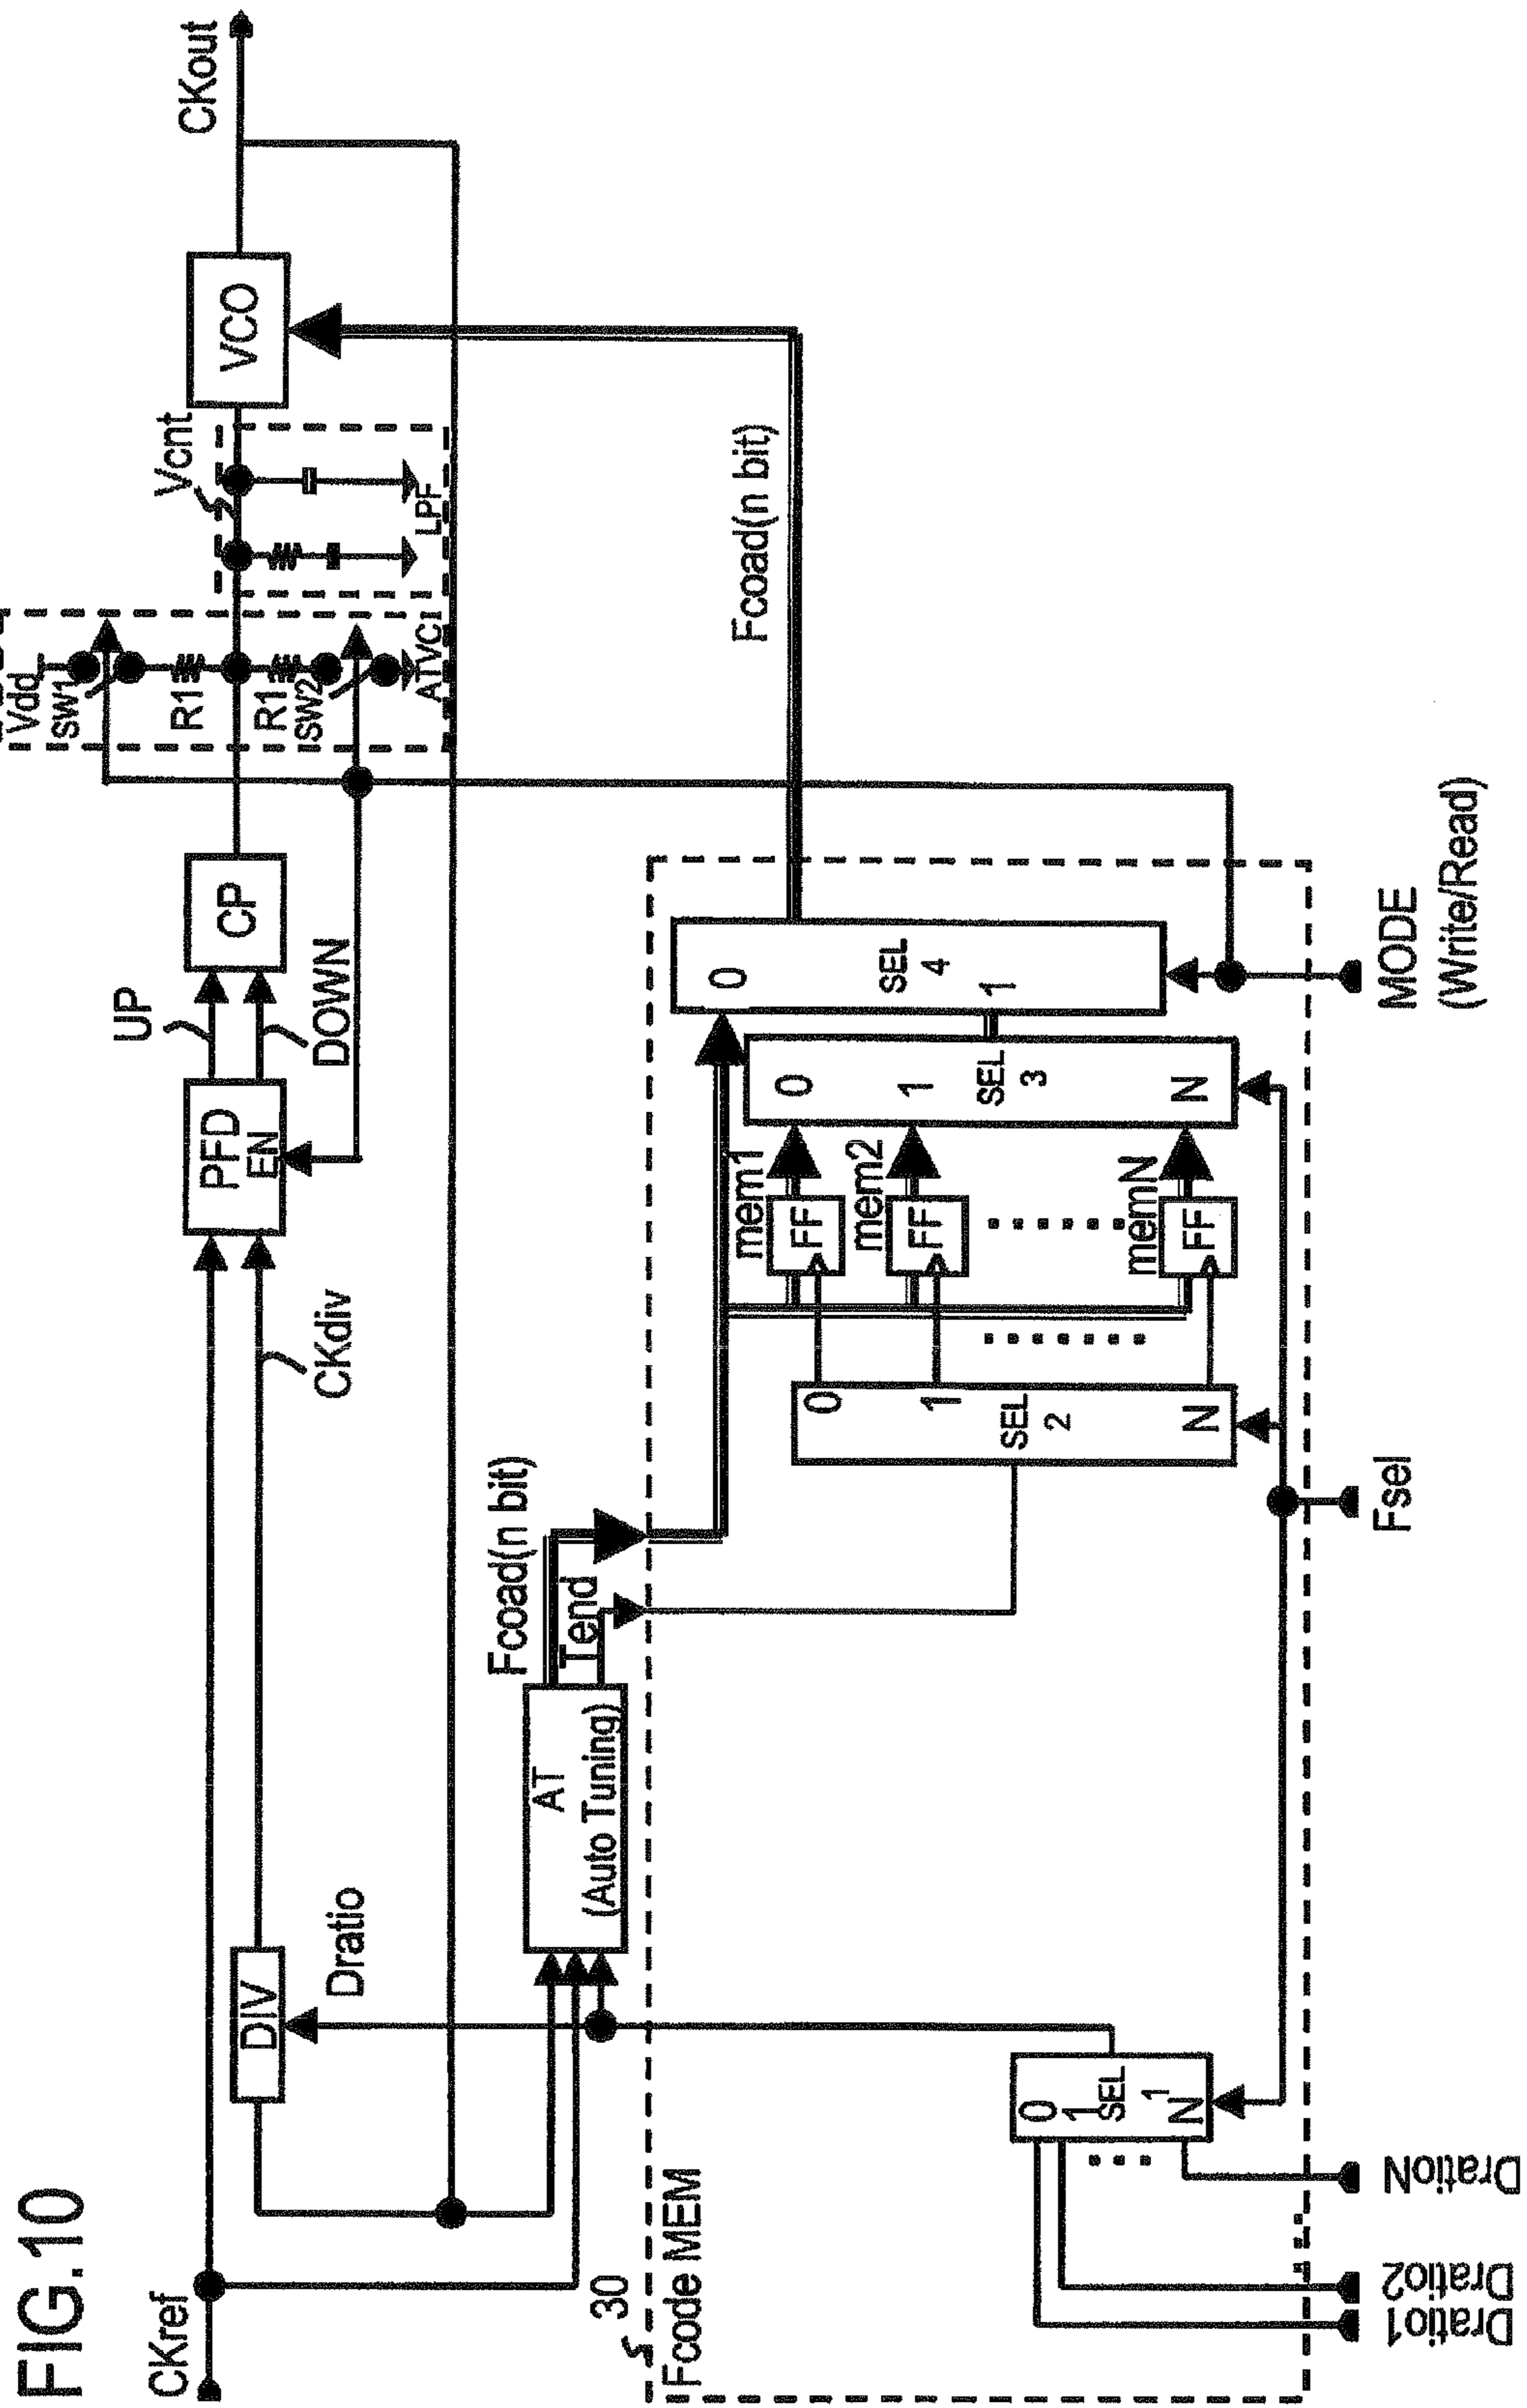 FIG.10
CKref
DIV
Dratio
CKdiv
PFD
EN
UP
DOWN
CP
Vdd
SW1
R1
R1
SW2
ATVC1
Vcnt
LPF
VCO
CKout
AT
(Auto Tuning)
Fcoad(n bit)
Tend
Fcoad(n bit)
30
Fcode MEM
0
1
SEL
1
N
0
1
SEL
2
N
mem1
FF
mem2
FF
memN
FF
0
1
SEL
3
N
0
SEL
4
1
Dratio1
Dratio2
DratioN
Fsel
MODE
(Write/Read)